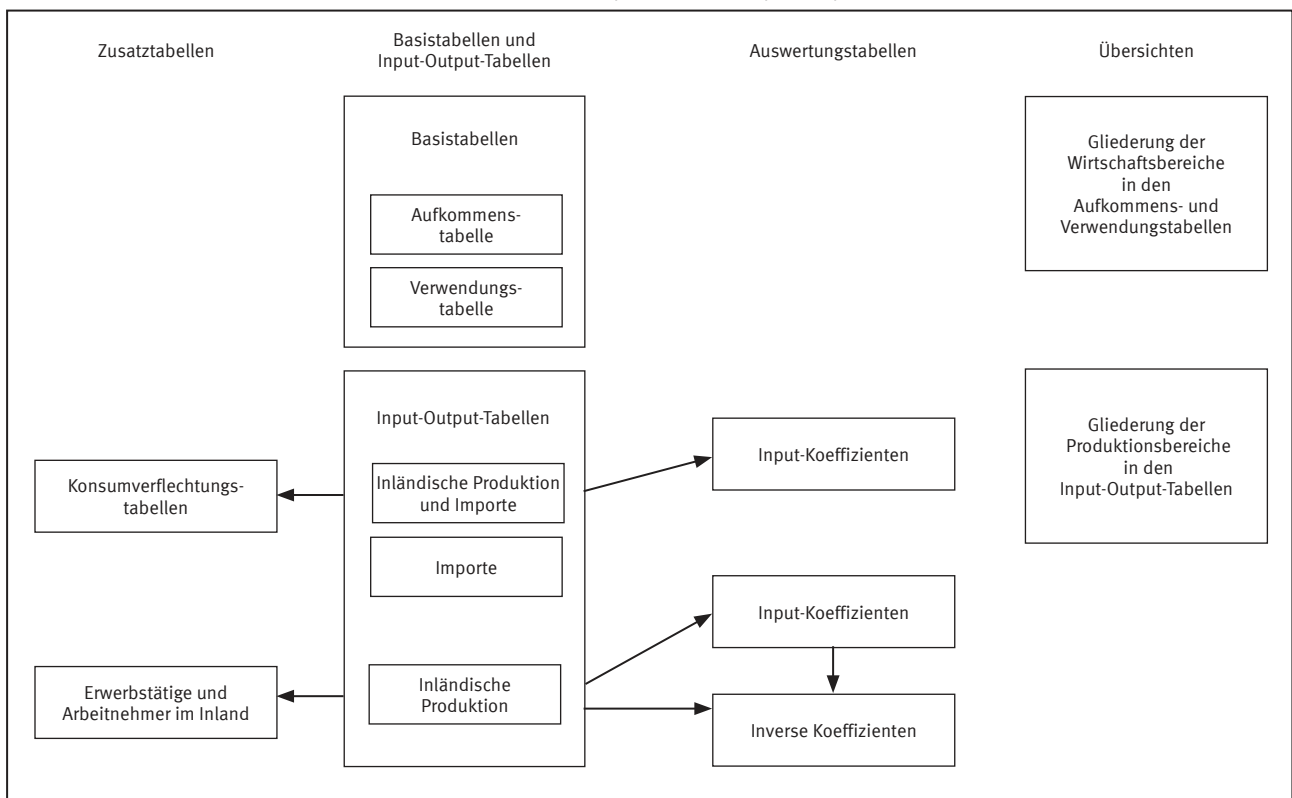 Zusatztabellen
Basistabellen und
Input-Output-Tabellen
Auswertungstabellen
Übersichten
Basistabellen
Aufkommens-
tabelle
Verwendungs-
tabelle
Gliederung der
Wirtschaftsbereiche
in den
Aufkommens- und
Verwendungstabellen
Input-Output-Tabellen
Inländische Produktion
und Importe
Importe
Inländische
Produktion
Konsumverflechtungs-
tabellen
Erwerbstätige und
Arbeitnehmer im Inland
Input-Koeffizienten
Input-Koeffizienten
Inverse Koeffizienten
Gliederung der
Produktionsbereiche
in den
Input-Output-Tabellen